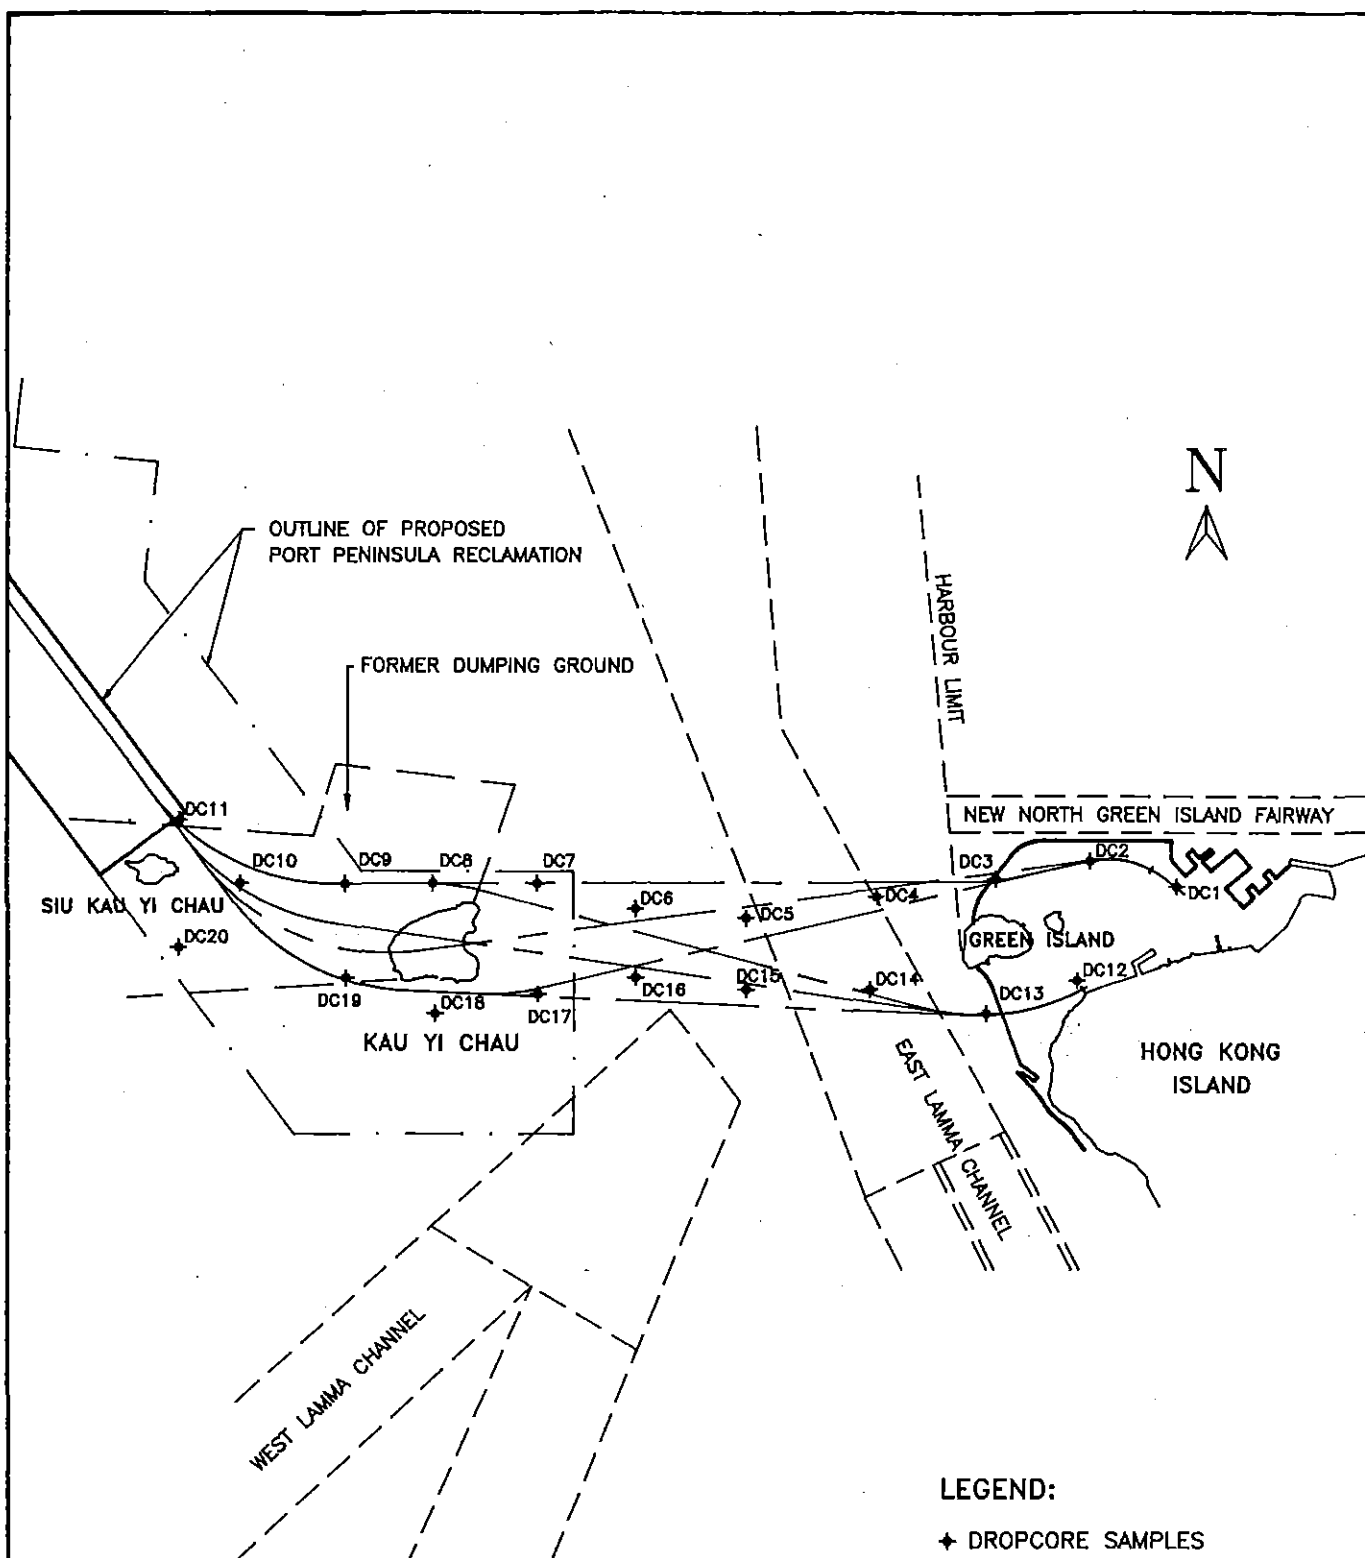 N
OUTLINE OF PROPOSED
PORT PENINSULA RECLAMATION
HARBOUR LIMIT
FORMER DUMPING GROUND
NEW NORTH GREEN ISLAND FAIRWAY
DC11
DC10
DC9
DC8
DC7
DC6
DC5
DC4
DC3
DC2
DC1
SIU KAU YI CHAU
DC20
GREEN ISLAND
DC19
DC18
DC17
DC16
DC15
DC14
DC13
DC12
KAU YI CHAU
HONG KONG
ISLAND
EAST LAMMA CHANNEL
WEST LAMMA CHANNEL
LEGEND:
DROPCORE SAMPLES